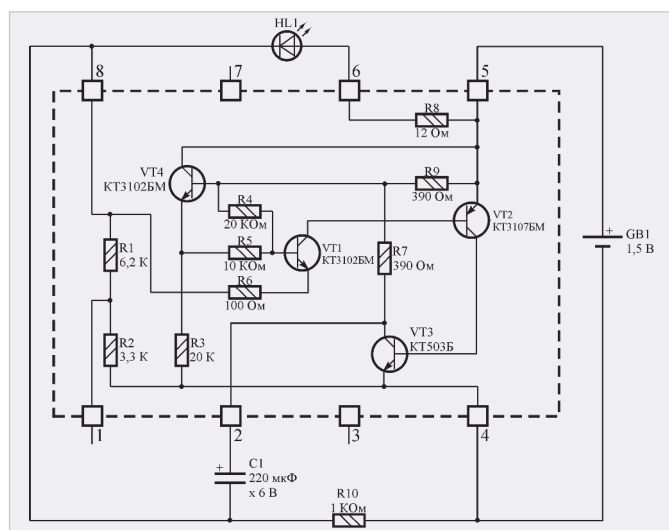 HL1
8
7
6
5
R8
12 Ом
VT4
КТ3102БМ
R9
390 Ом
R4
20 КОм
VT2
КТ3107БМ
R5
10 КОм
VT1
КТ3102БМ
R7
390 Ом
R1
6,2 К
R6
100 Ом
+
GB1
1,5 В
R2
3,3 К
R3
20 К
VT3
КТ503Б
1
2
3
4
+
C1
220 мкФ
х 6 В
R10
1 КОм